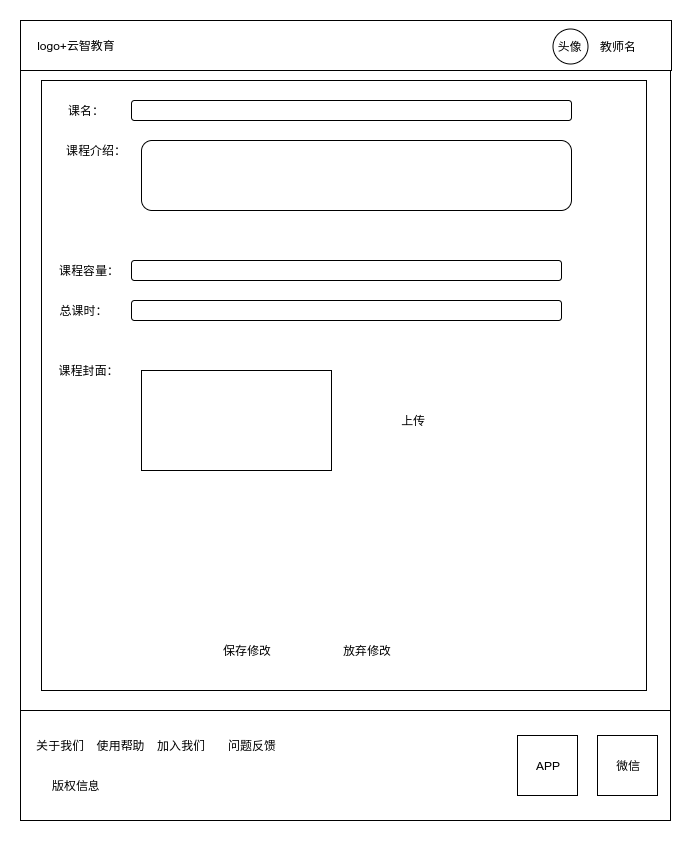 logo+云智教育 头像 教师名
课名：
课程介绍：
课程容量：
总课时：
课程封面：
上传
保存修改 放弃修改
关于我们 使用帮助 加入我们 问题反馈
APP 微信
版权信息